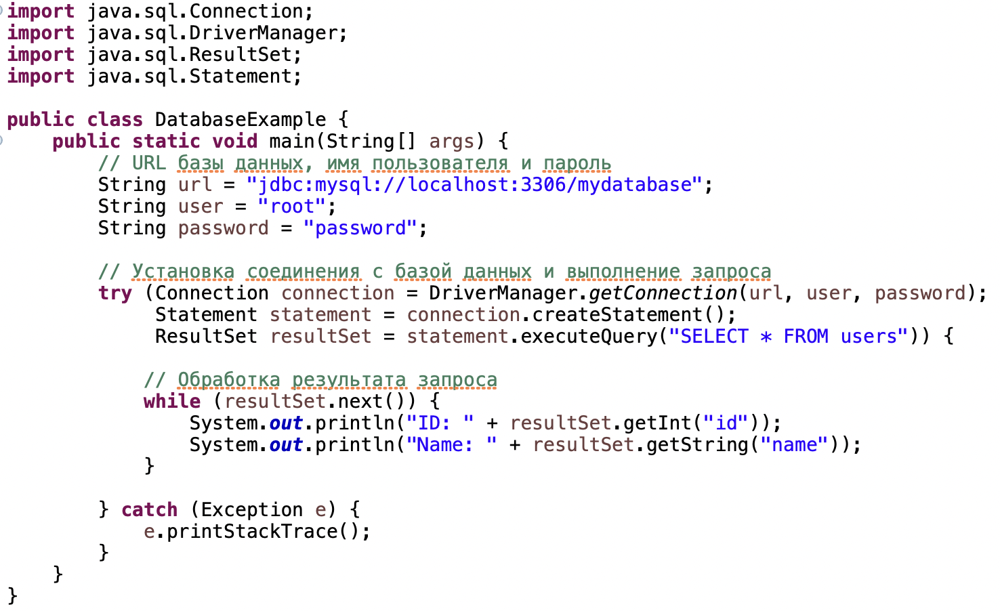 import java.sql.Connection;
import java.sql.DriverManager;
import java.sql.ResultSet;
import java.sql.Statement;

public class DatabaseExample {
    public static void main(String[] args) {
        // URL базы данных, имя пользователя и пароль
        String url = "jdbc:mysql://localhost:3306/mydatabase";
        String user = "root";
        String password = "password";

        // Установка соединения с базой данных и выполнение запроса
        try (Connection connection = DriverManager.getConnection(url, user, password);
             Statement statement = connection.createStatement();
             ResultSet resultSet = statement.executeQuery("SELECT * FROM users")) {

            // Обработка результата запроса
            while (resultSet.next()) {
                System.out.println("ID: " + resultSet.getInt("id"));
                System.out.println("Name: " + resultSet.getString("name"));
            }

        } catch (Exception e) {
            e.printStackTrace();
        }
    }
}